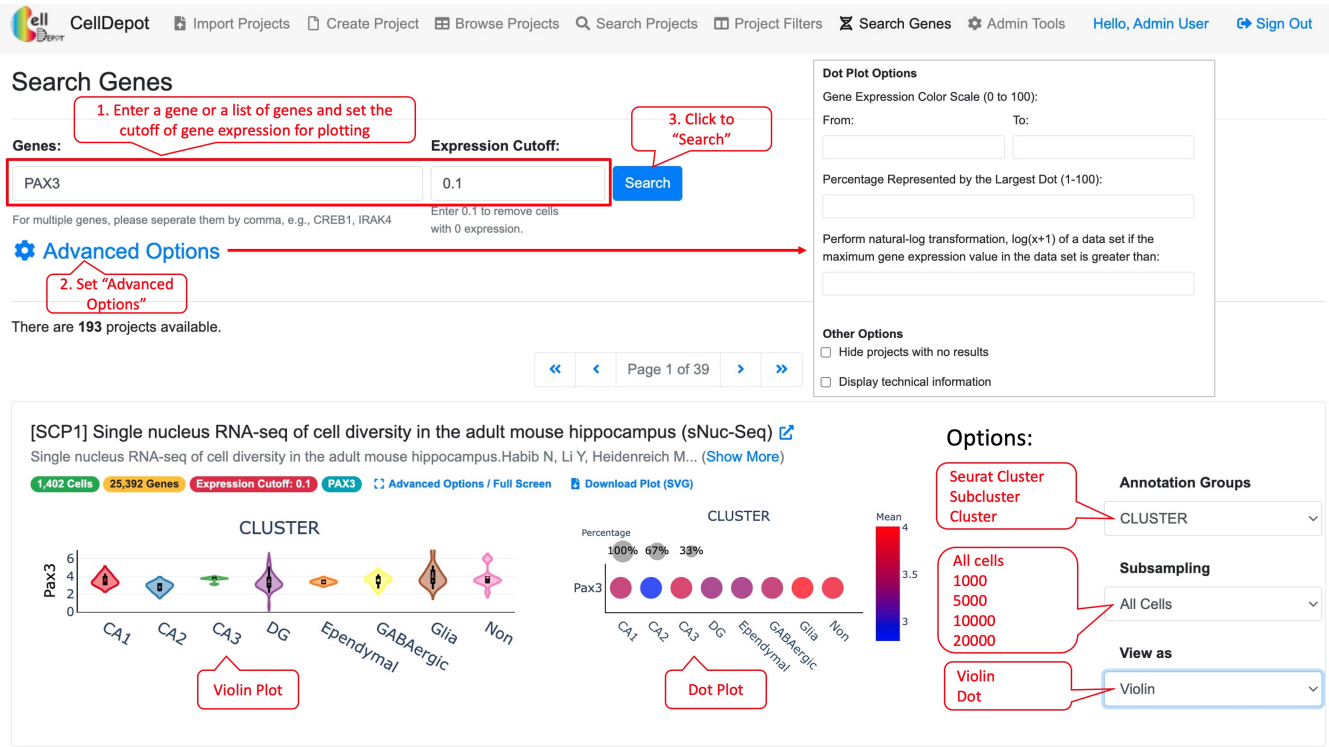 Cell Depot
CellDepot
Import Projects
Create Project
Browse Projects
Search Projects
Project Filters
Search Genes
Admin Tools
Hello, Admin User
Sign Out
Search Genes
1. Enter a gene or a list of genes and set the
cutoff of gene expression for plotting
3. Click to
“Search”
Genes:
Expression Cutoff:
PAX3
0.1
Search
For multiple genes, please seperate them by comma, e.g., CREB1, IRAK4
Enter 0.1 to remove cells
with 0 expression.
Advanced Options
2. Set “Advanced
Options”
Dot Plot Options
Gene Expression Color Scale (0 to 100):
From:
To:
Percentage Represented by the Largest Dot (1-100):
Perform natural-log transformation, log(x+1) of a data set if the
maximum gene expression value in the data set is greater than:
Other Options
Hide projects with no results
Display technical information
There are 193 projects available.
« ‹ Page 1 of 39 › »
[SCP1] Single nucleus RNA-seq of cell diversity in the adult mouse hippocampus (sNuc-Seq)
Single nucleus RNA-seq of cell diversity in the adult mouse hippocampus.Habib N, Li Y, Heidenreich M... (Show More)
1,402 Cells
25,392 Genes
Expression Cutoff: 0.1
PAX3
Advanced Options / Full Screen
Download Plot (SVG)
CLUSTER
Pax3
6
4
2
0
CA1
CA2
CA3
DG
Ependymal
GABAergic
Glia
Non
Violin Plot
CLUSTER
Percentage
100%
67%
33%
Pax3
CA1
CA2
CA3
DG
Ependymal
GABAergic
Glia
Non
Mean
4
3.5
3
Dot Plot
Options:
Seurat Cluster
Subcluster
Cluster
Annotation Groups
CLUSTER
All cells
1000
5000
10000
20000
Subsampling
All Cells
Violin
Dot
View as
Violin